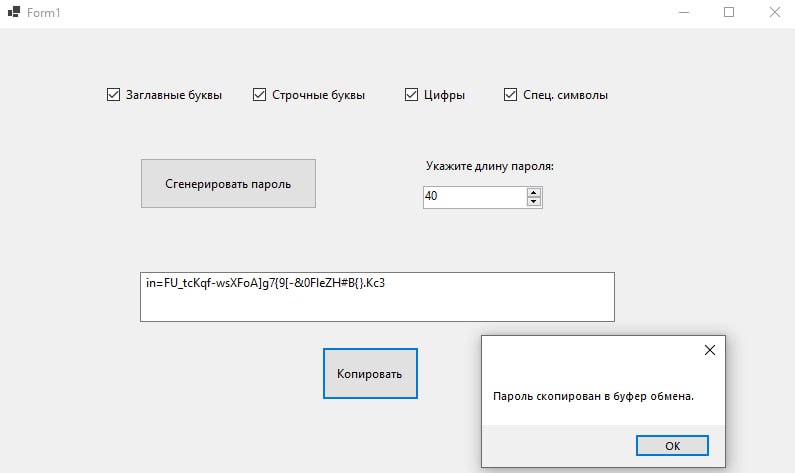 Form1
Заглавные буквы Строчные буквы Цифры Спец. символы
Сгенерировать пароль
Укажите длину пароля:
40
in=FU_tcKqf-wsXFoA]g7{9[-&0FIeZH#B{}.Kc3
Копировать
Пароль скопирован в буфер обмена.
OK